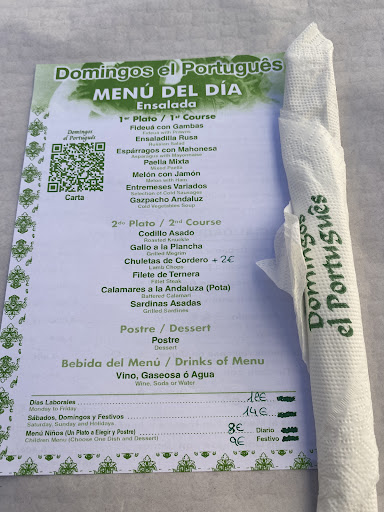 Domingos el Portugués
MENÚ DEL DÍA
Ensalada
Domingos
el Portugués
Carta
1er Plato / 1st Course
Fideuá con Gambas
Fideua with Prawns
Ensaladilla Rusa
Russian Salad
Espárragos con Mahonesa
Asparagus with Mayonnaise
Paella Mixta
Mixed Paella
Melón con Jamón
Melon with Ham
Entremeses Variados
Selection of Cold Sausages
Gazpacho Andaluz
Cold Vegetables Soup
2do Plato / 2nd Course
Codillo Asado
Roasted Knuckle
Gallo a la Plancha
Grilled Megrim
Chuletas de Cordero + 2€
Lamb Chops
Filete de Ternera
Fillet Steak
Calamares a la Andaluza (Pota)
Battered Calamari
Sardinas Asadas
Grilled Sardines
Postre / Dessert
Postre
Dessert
Bebida del Menú / Drinks of Menu
Vino, Gaseosa ó Agua
Wine, Soda or Water
Días Laborales
Monday to Friday
Sábados, Domingos y Festivos 14€
Saturday, Sunday and Holidays
Menú Niños (Un Plato a Elegir y Postre) 8€ Diario
Children Menu (Choose One Dish and Dessert) 9€ Festivo
Domingos
el Portugués